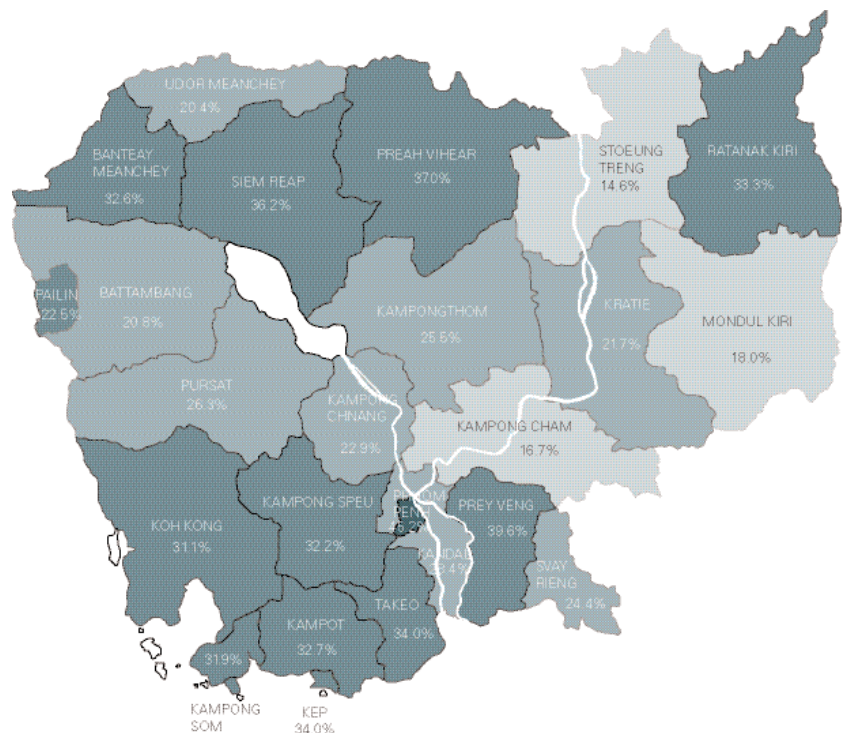 UDOR MEANCHEY
20.4%
BANTEAY
MEANCHEY
32.6%
SIEM REAP
36.2%
PREAH VIHEAR
37.0%
STOEUNG
TRENG
14.6%
RATANAK KIRI
33.3%
PAILIN
22.5%
BATTAMBANG
20.8%
KAMPONGTHOM
25.5%
KRATIE
21.7%
MONDUL KIRI
18.0%
PURSAT
26.3%
KAMPONG
CHNANG
22.9%
KAMPONG CHAM
16.7%
KOH KONG
31.1%
KAMPONG SPEU
32.2%
PENH
45.2%
PREY VENG
39.6%
KANDAL
SVAY
RIENG
24.4%
TAKEO
34.0%
KAMPOT
32.7%
31.9%
KAMPONG
SOM
KEP
34.0%